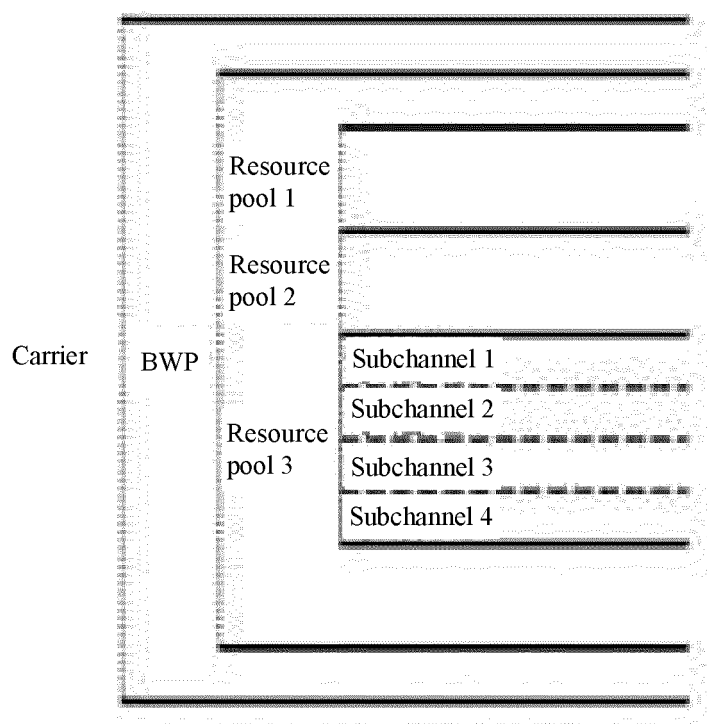 Resource
pool 1
Resource
pool 2
Carrier
BWP
Subchannel 1
Subchannel 2
Resource
pool 3
Subchannel 3
Subchannel 4